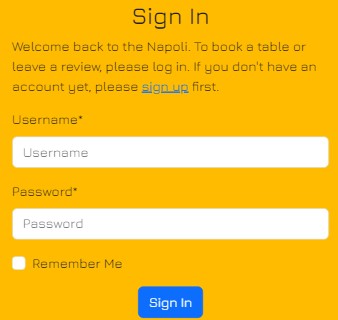 Sign In
Welcome back to the Napoli. To book a table or
leave a review, please log in. If you don't have an
account yet, please sign up first.
Username*
Username
Password*
Password
Remember Me
Sign In